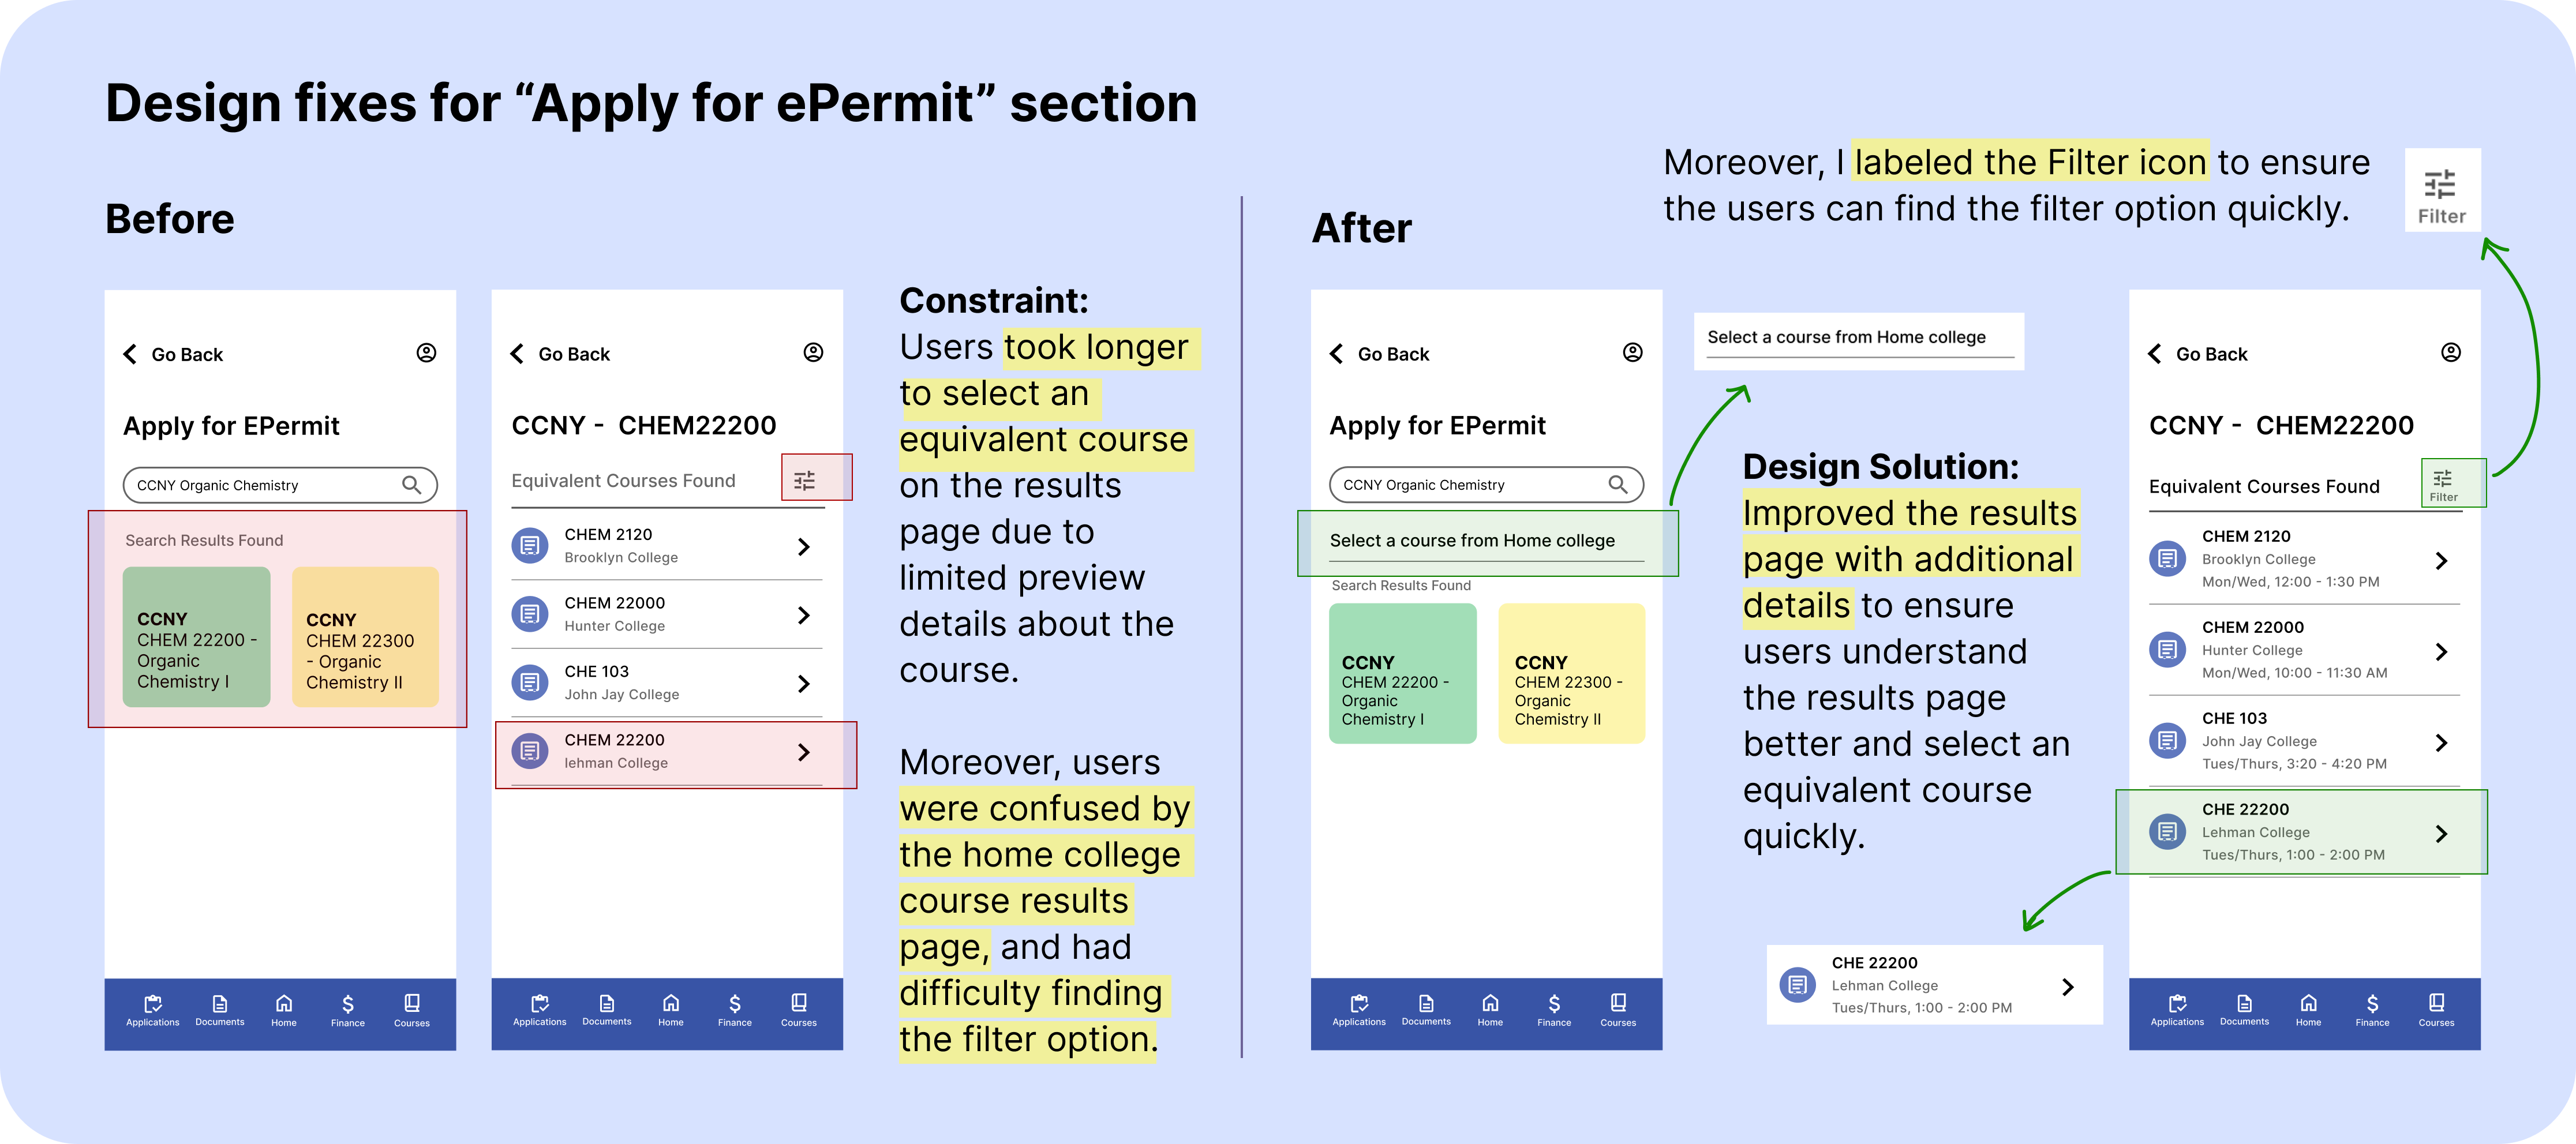 Design fixes for “Apply for ePermit” section
Before
Go Back
Apply for EPermit
CCNY Organic Chemistry
Search Results Found
CCNY
CHEM 22200 -
Organic
Chemistry I
CCNY
CHEM 22300
- Organic
Chemistry II
Applications
Documents
Home
Finance
Courses
Go Back
CCNY -  CHEM22200
Equivalent Courses Found
CHEM 2120
Brooklyn College
CHEM 22000
Hunter College
CHE 103
John Jay College
CHEM 22200
lehman College
Applications
Documents
Home
Finance
Courses
Constraint:
Users took longer
to select an
equivalent course
on the results
page due to
limited preview
details about the
course.
Moreover, users
were confused by
the home college
course results
page, and had
difficulty finding
the filter option.
After
Moreover, I labeled the Filter icon to ensure
the users can find the filter option quickly.
Filter
Go Back
Apply for EPermit
CCNY Organic Chemistry
Select a course from Home college
Search Results Found
CCNY
CHEM 22200 -
Organic
Chemistry I
CCNY
CHEM 22300 -
Organic
Chemistry II
Applications
Documents
Home
Finance
Courses
Select a course from Home college
Design Solution:
Improved the results
page with additional
details to ensure
users understand
the results page
better and select an
equivalent course
quickly.
CHE 22200
Lehman College
Tues/Thurs, 1:00 - 2:00 PM
Go Back
CCNY -  CHEM22200
Equivalent Courses Found
Filter
CHEM 2120
Brooklyn College
Mon/Wed, 12:00 - 1:30 PM
CHEM 22000
Hunter College
Mon/Wed, 10:00 - 11:30 AM
CHE 103
John Jay College
Tues/Thurs, 3:20 - 4:20 PM
CHE 22200
Lehman College
Tues/Thurs, 1:00 - 2:00 PM
Applications
Documents
Home
Finance
Courses